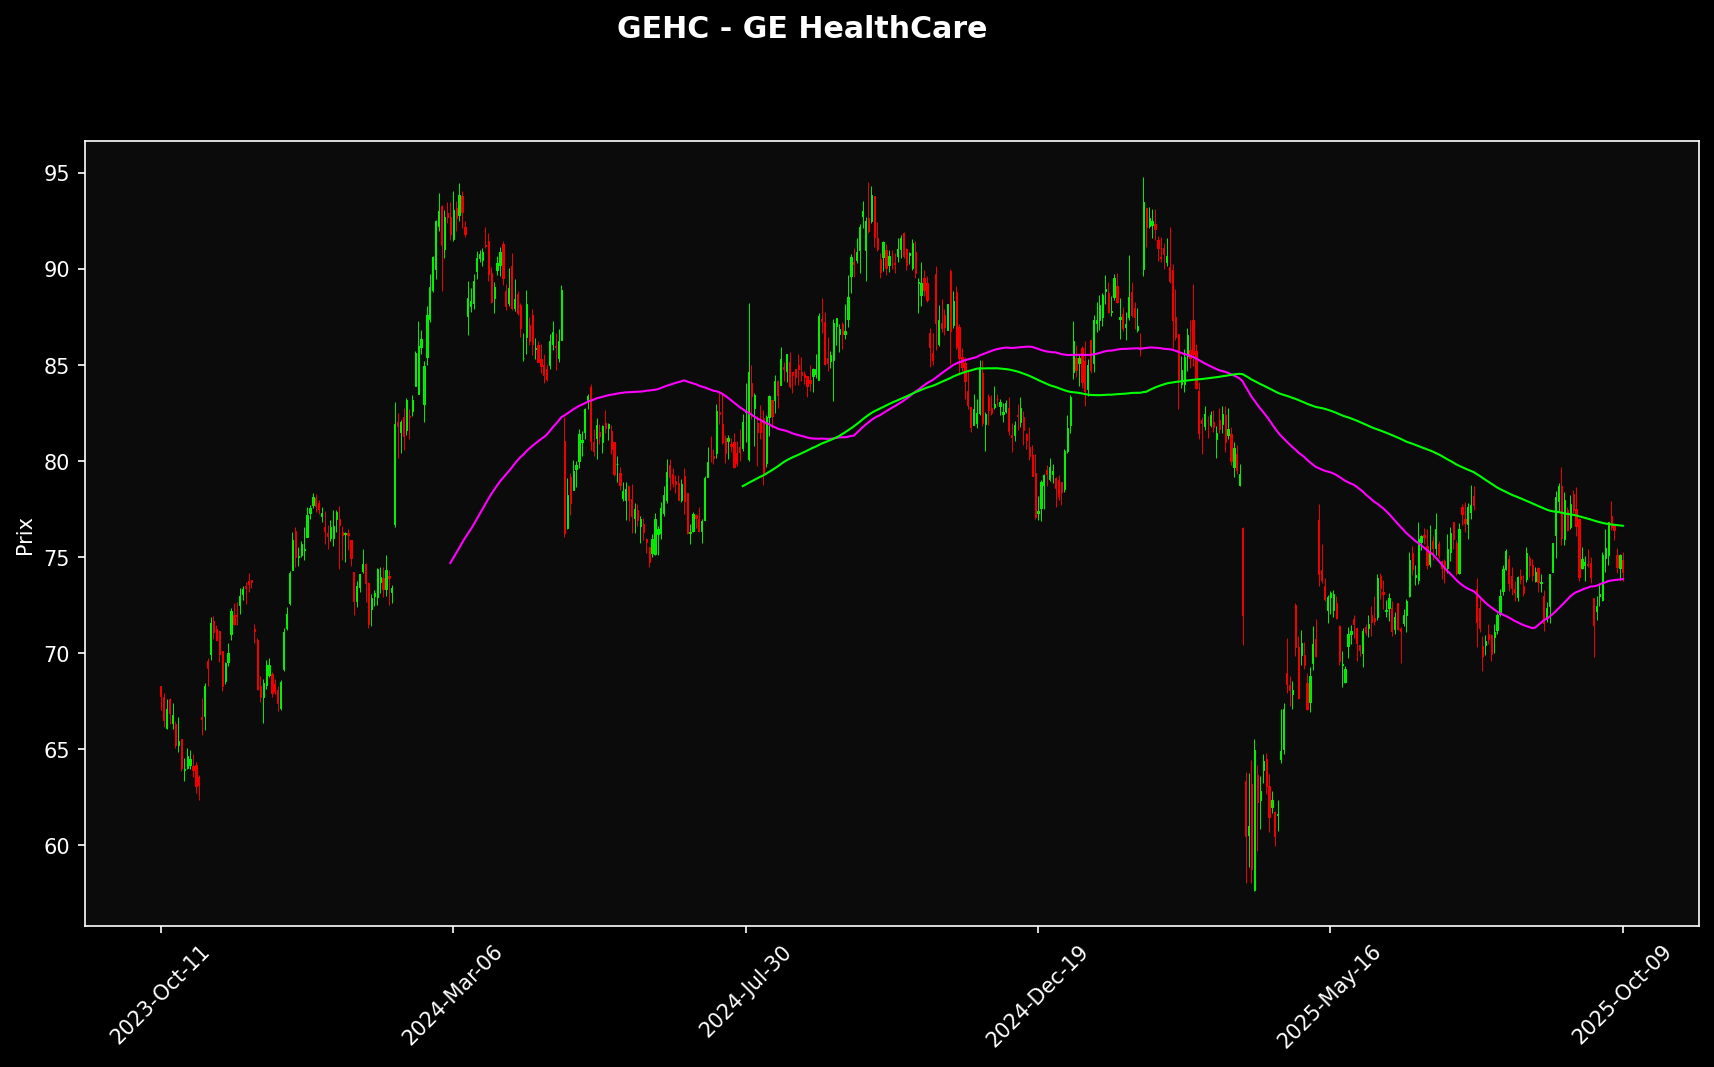 GEHC - GE HealthCare
Prix
95
90
85
80
75
70
65
60
2023-Oct-11
2024-Mar-06
2024-Jul-30
2024-Dec-19
2025-May-16
2025-Oct-09